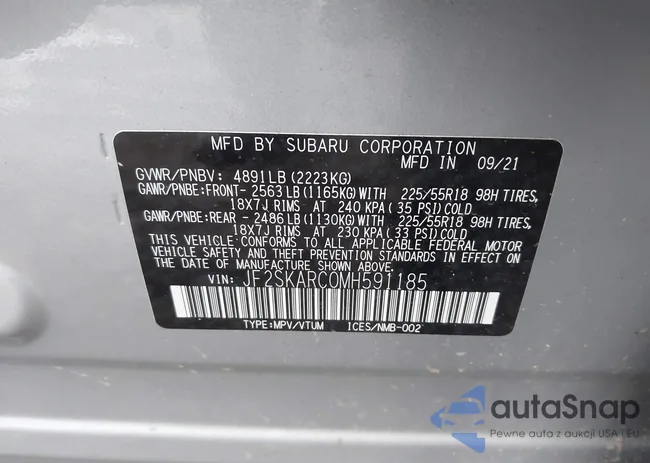 MFD BY SUBARU CORPORATION
MFD IN 09/21
GVWR/PNBV: 4891LB (2223KG)
GAWR/PNBE:FRONT- 2563LB (1165KG)WITH 225/55R18 98H TIRES,
18X7J RIMS AT 240 KPA (35 PSI)COLD
GAWR/PNBE:REAR - 2486LB (1130KG)WITH 225/55R18 98H TIRES,
18X7J RIMS AT 230 KPA (33 PSI)COLD
THIS VEHICLE CONFORMS TO ALL APPLICABLE FEDERAL MOTOR
VEHICLE SAFETY AND THEFT PREVENTION STANDARDS IN EFFECT ON
THE DATE OF MANUFACTURE SHOWN ABOVE.
VIN: JF2SKARC0MH591185
TYPE:MPV/VTUM ICES/NMB-002
autoSnap
Pewne auta z aukcji USA i EU